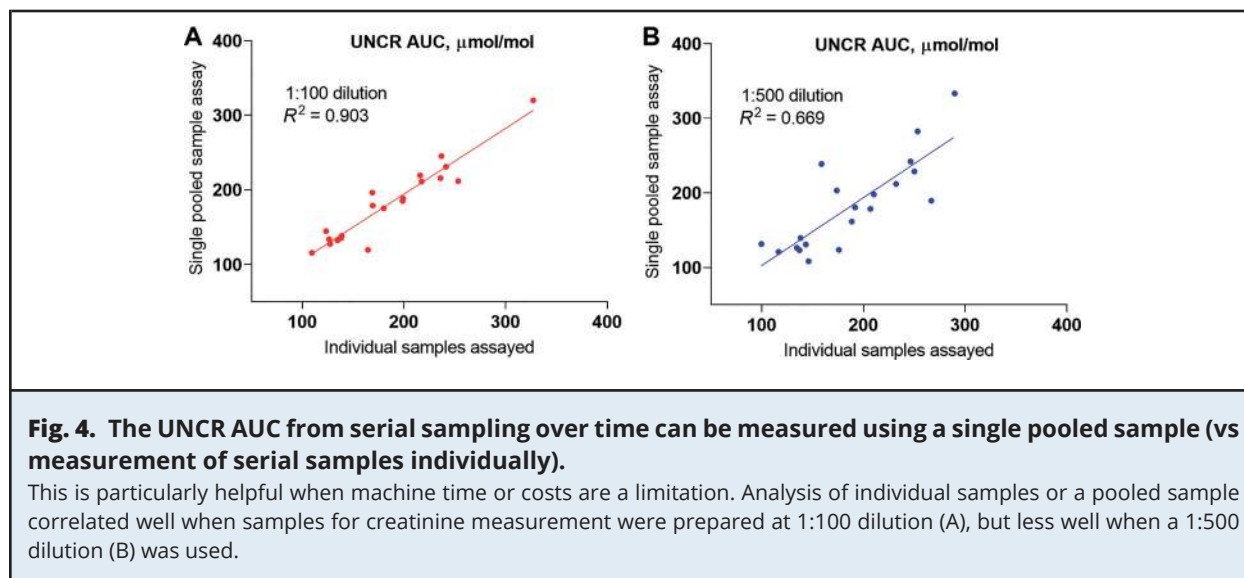 A
UNCR AUC, μmol/mol
1:100 dilution
R² = 0.903
Single pooled sample assay
400
300
200
100
100 200 300 400
Individual samples assayed
B
UNCR AUC, μmol/mol
1:500 dilution
R² = 0.669
Single pooled sample assay
400
300
200
100
100 200 300 400
Individual samples assayed
Fig. 4. The UNCR AUC from serial sampling over time can be measured using a single pooled sample (vs
measurement of serial samples individually).
This is particularly helpful when machine time or costs are a limitation. Analysis of individual samples or a pooled sample
correlated well when samples for creatinine measurement were prepared at 1:100 dilution (A), but less well when a 1:500
dilution (B) was used.